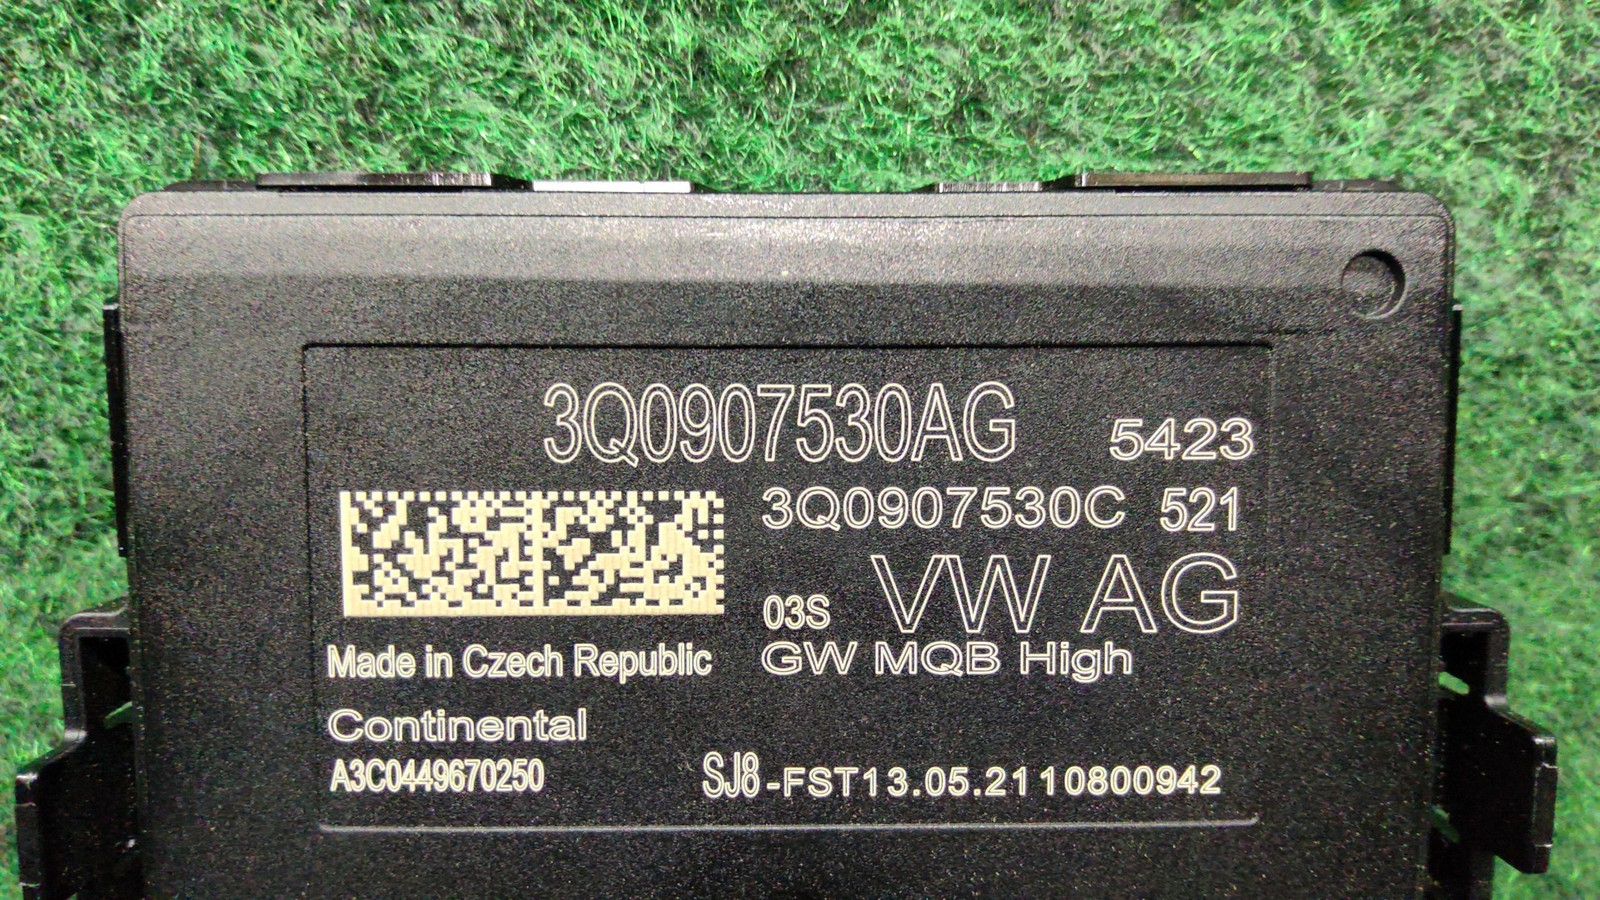 3Q0907530AG 5423
3Q0907530C 521
03S VW AG
Made in Czech Republic GW MQB High
Continental
A3C0449670250 SJ8-FST13.05.2110800942